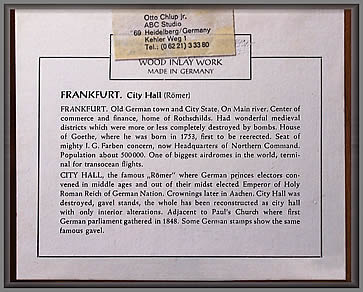 Otto Chlup jr.
ABC Studio
69 Heidelberg/Germany
Kehler Weg 1
Tel.: (0 62 21) 3 33 80
WOOD INLAY WORK
MADE IN GERMANY
FRANKFURT. City Hall (Römer)
FRANKFURT. Old German town and City State. On Main river. Center of
commerce and finance, home of Rothschilds. Had wonderful medieval
districts which were more or less completely destroyed by bombs. House
of Goethe, where he was born in 1753, first to be reerected. Seat of
mighty I. G. Farben concern, now Headquarters of Northern Command.
Population about 500 000. One of biggest airdromes in the world, termi-
nal for transocean flights.
CITY HALL, the famous „Römer" where German princes electors con-
vened in middle ages and out of their midst elected Emperor of Holy
Roman Reich of German Nation. Crownings later in Aachen. City Hall was
destroyed, gavel stands, the whole has been reconstructed as city hall
with only interior alterations. Adjacent to Paul's Church where first
German parliament gathered in 1848. Some German stamps show the same
famous gavel.